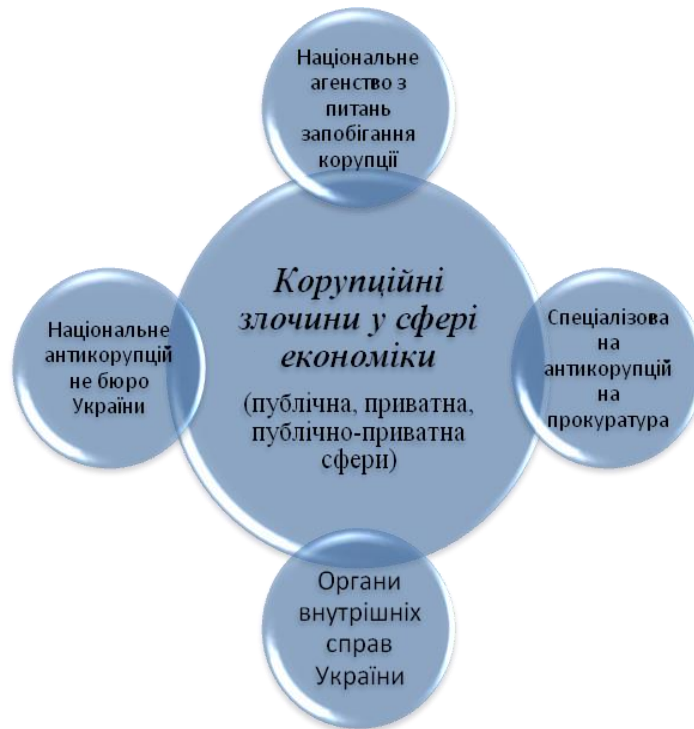 Національне
агенство з
питань
запобігання
корупції
Корупційні
злочини у сфері
економіки
(публічна, приватна,
публічно-приватна
сфери)
Національне
антикорупцій
не бюро
України
Спеціалізова
на
антикорупцій
на
прокуратура
Органи
внутрішніх
справ
України